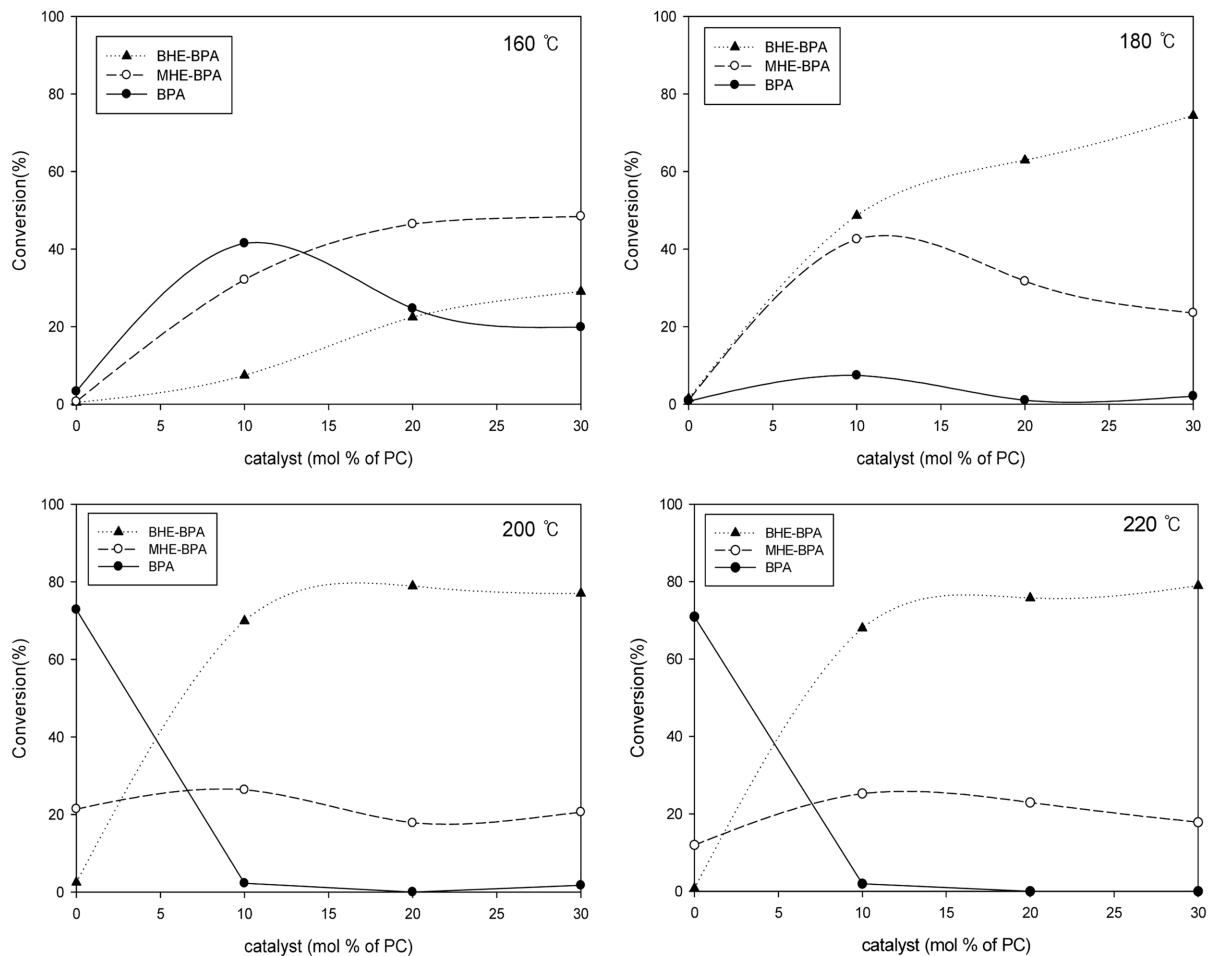 160 ℃
BHE-BPA
MHE-BPA
BPA
100
80
60
40
20
0
Conversion(%)
0 5 10 15 20 25 30
catalyst (mol % of PC)
180 ℃
BHE-BPA
MHE-BPA
BPA
100
80
60
40
20
0
Conversion(%)
0 5 10 15 20 25 30
catalyst (mol % of PC)
200 ℃
BHE-BPA
MHE-BPA
BPA
100
80
60
40
20
0
Conversion(%)
0 5 10 15 20 25 30
catalyst (mol % of PC)
220 ℃
BHE-BPA
MHE-BPA
BPA
100
80
60
40
20
0
Conversion(%)
0 5 10 15 20 25 30
catalyst (mol % of PC)